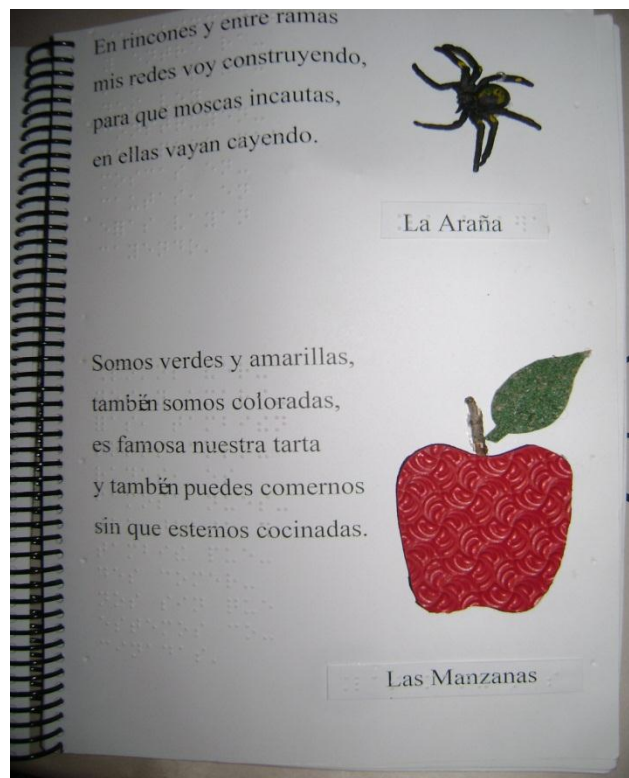 En rincones y entre ramas
mis redes voy construyendo,
para que moscas incautas,
en ellas vayan cayendo.
La Araña
Somos verdes y amarillas,
también somos coloradas,
es famosa nuestra tarta
y también puedes comernos
sin que estemos cocinadas.
Las Manzanas